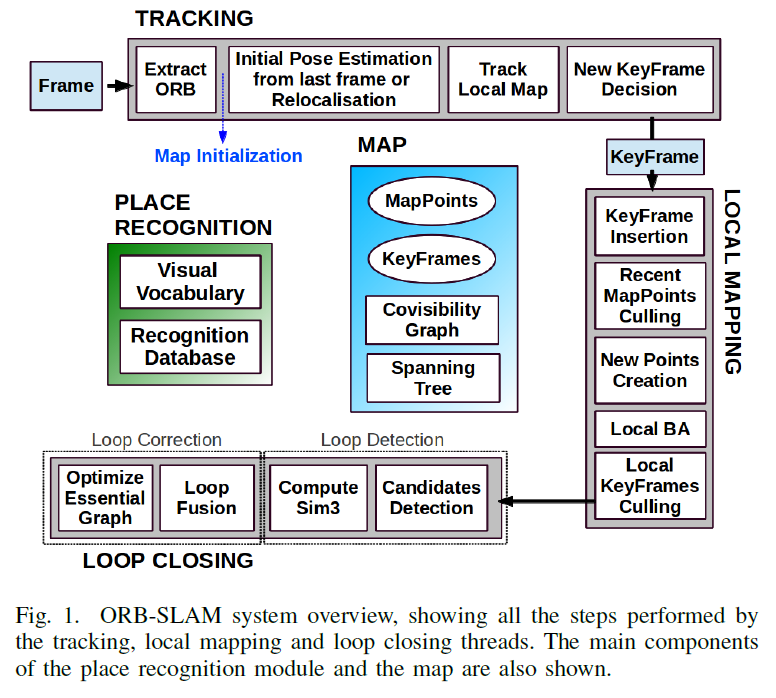 TRACKING
Frame
Extract
ORB
Initial Pose Estimation
from last frame or
Relocalisation
Track
Local Map
New KeyFrame
Decision
Map Initialization
KeyFrame
MAP
MapPoints
KeyFrames
Covisibility
Graph
Spanning
Tree
PLACE
RECOGNITION
Visual
Vocabulary
Recognition
Database
LOCAL MAPPING
KeyFrame
Insertion
Recent
MapPoints
Culling
New Points
Creation
Local BA
Local
KeyFrames
Culling
Loop Correction
Loop Detection
Optimize
Essential
Graph
Loop
Fusion
Compute
Sim3
Candidates
Detection
LOOP CLOSING
Fig. 1. ORB-SLAM system overview, showing all the steps performed by
the tracking, local mapping and loop closing threads. The main components
of the place recognition module and the map are also shown.